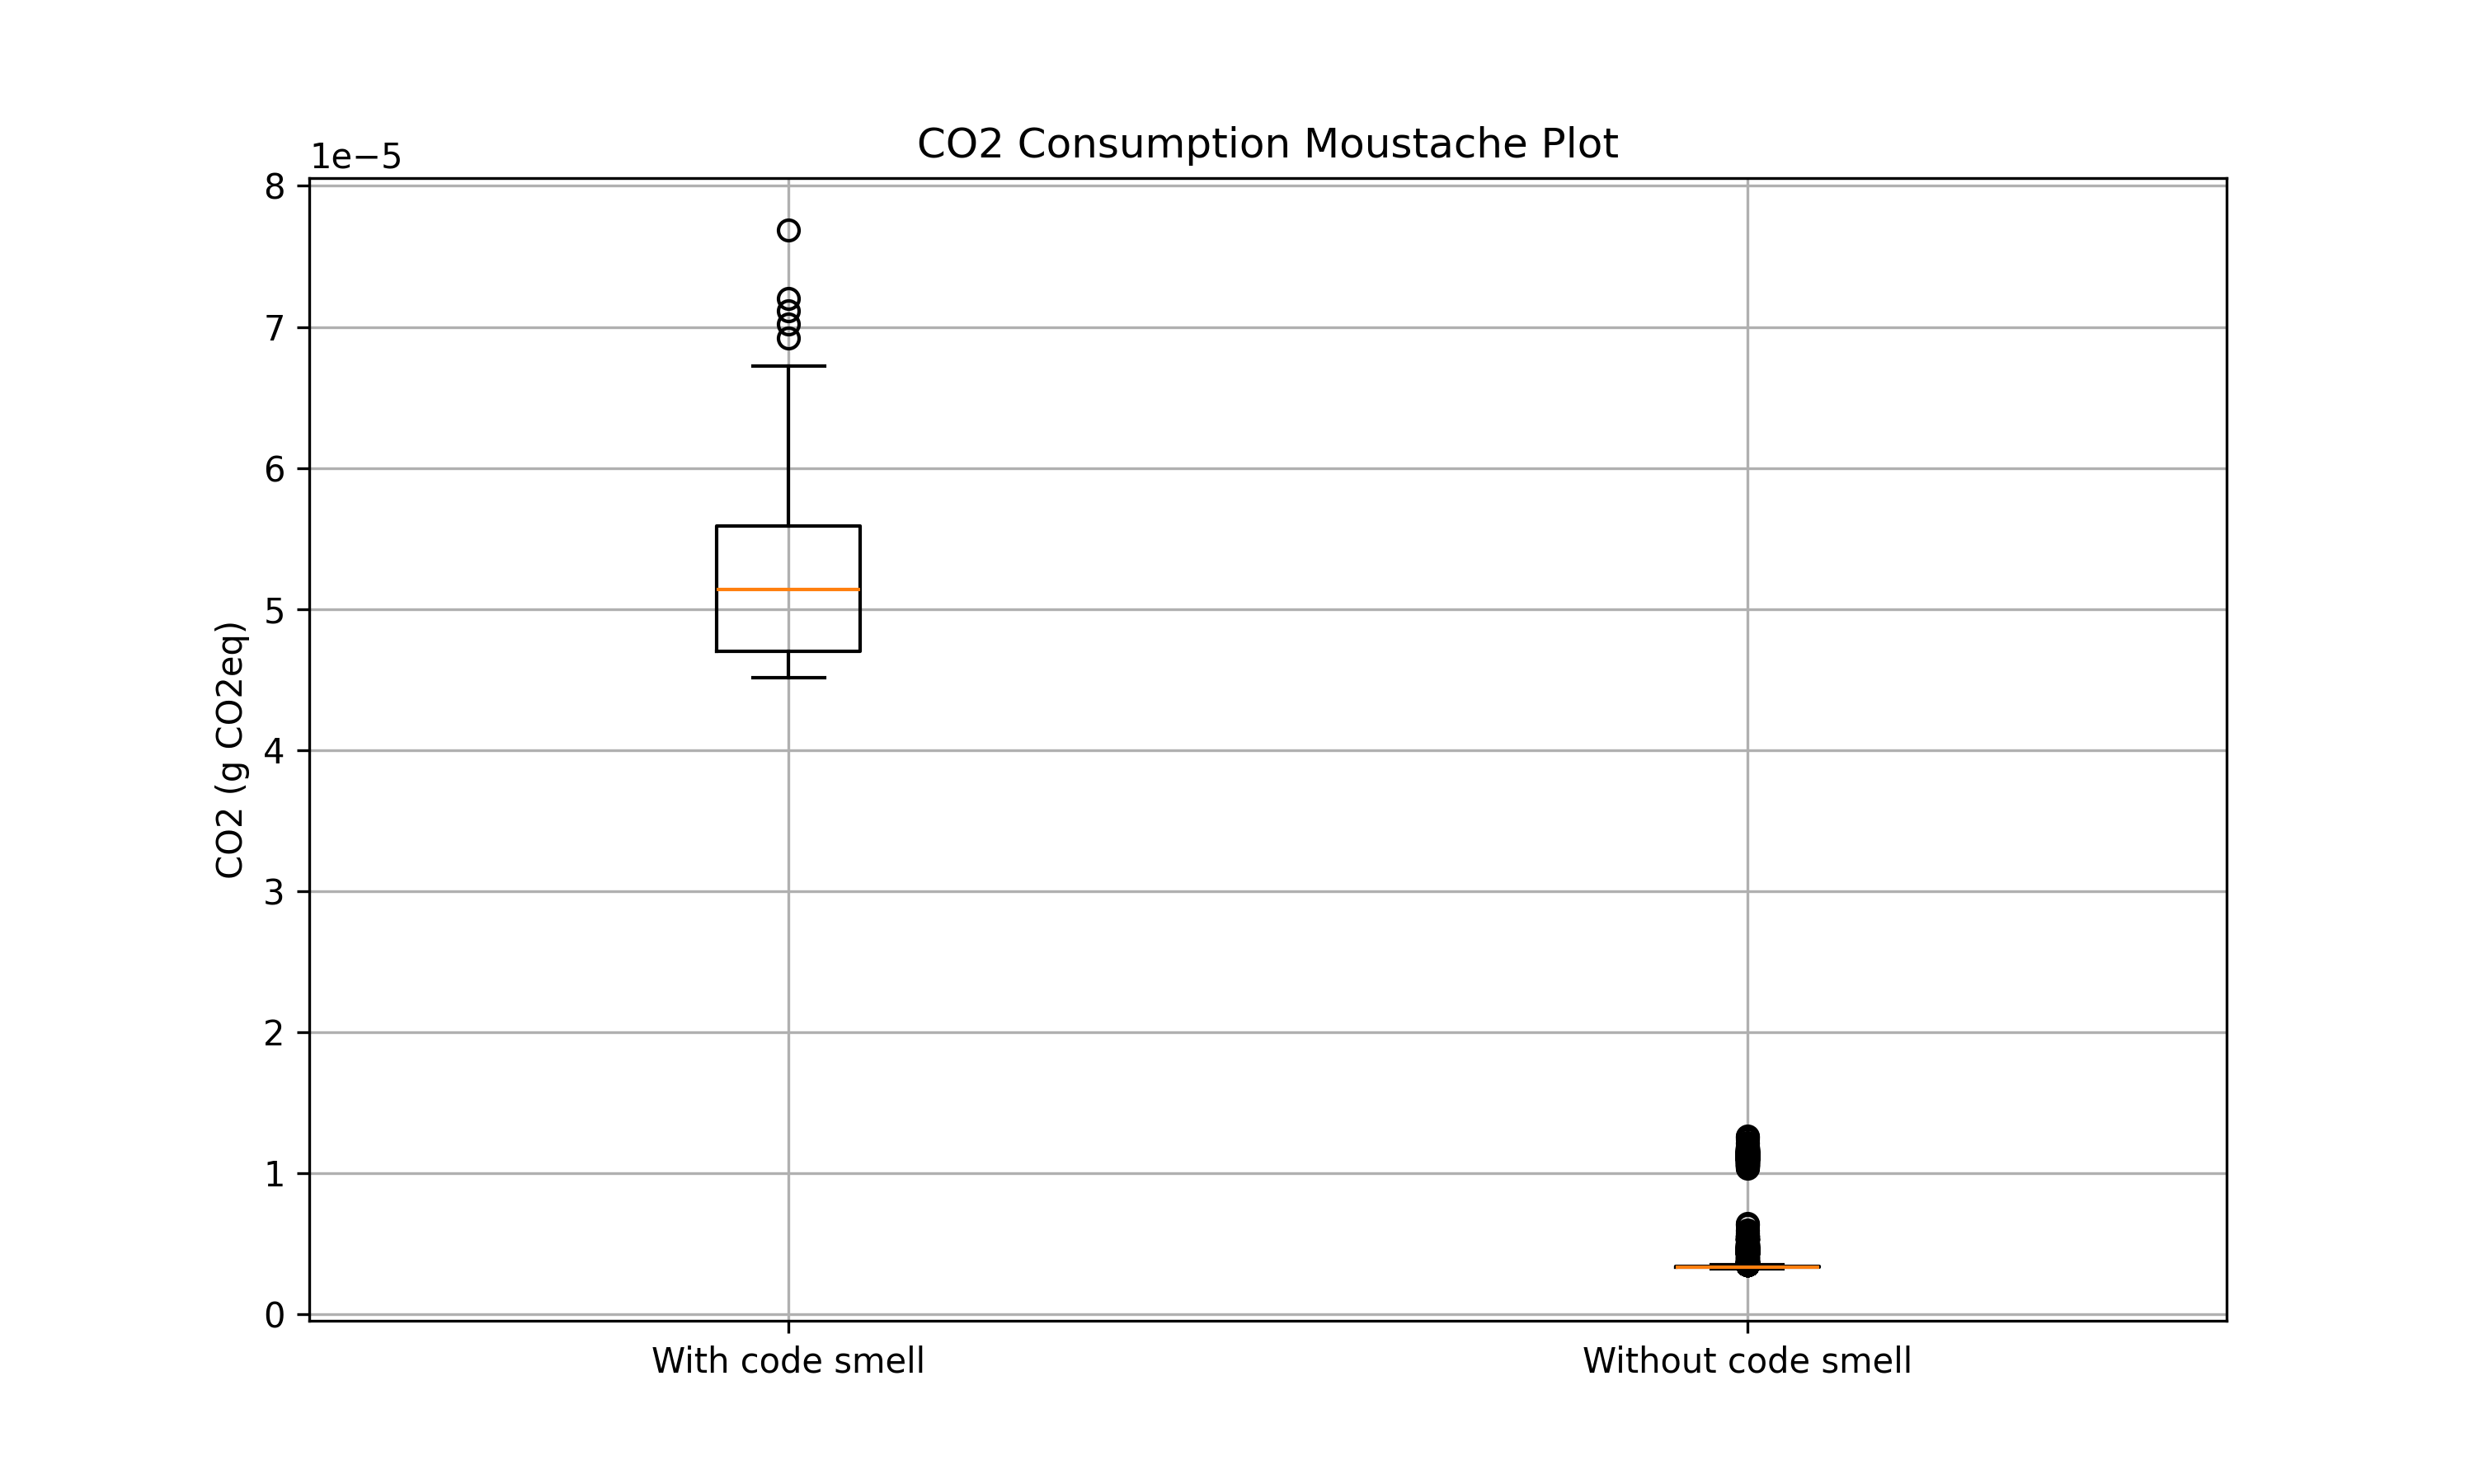 CO2 Consumption Moustache Plot
1e−5
8
7
6
5
4
3
2
1
0
CO2 (g CO2eq)
With code smell
Without code smell